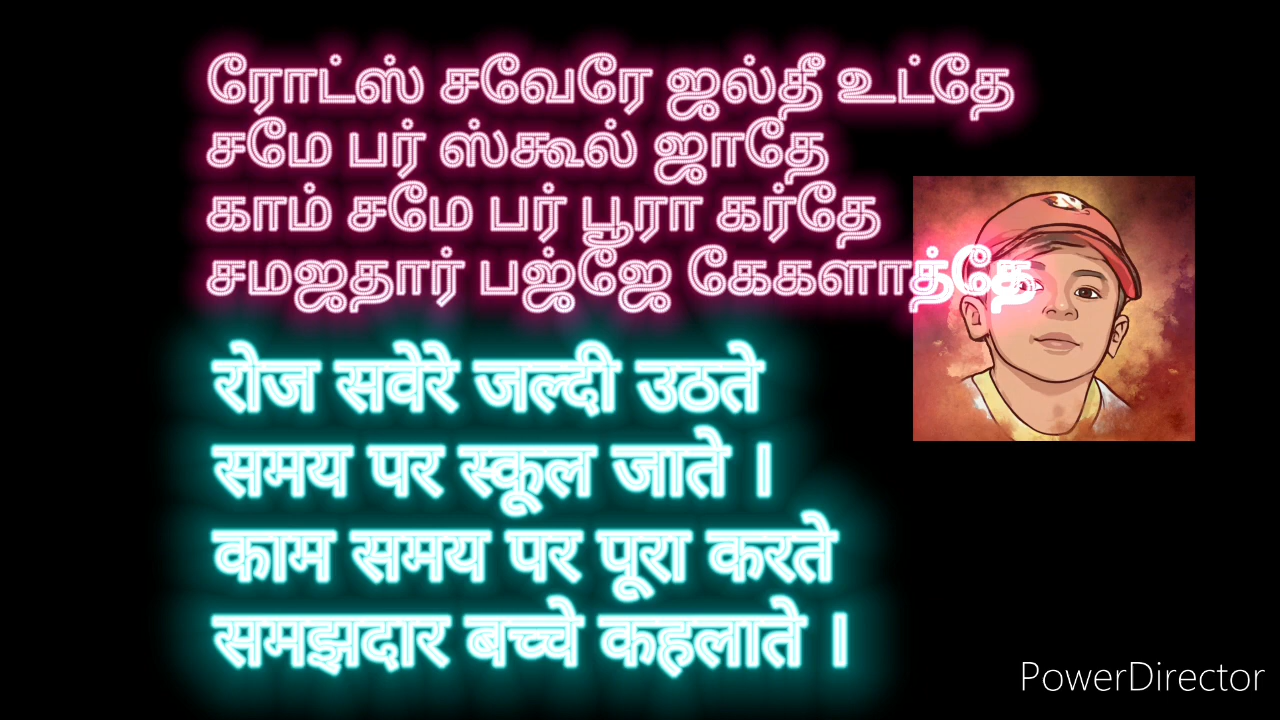 ரோட்ஸ் சவேரே ஜல்தீ உட்தே
சமே பர் ஸ்கூல் ஜாதே
காம் சமே பர் பூரா கர்தே
சமஜதார் பஜ்ஜே கேகளாத்தே
रोज सवेरे जल्दी उठते
समय पर स्कूल जाते ।
काम समय पर पूरा करते
समझदार बच्चे कहलाते ।
PowerDirector